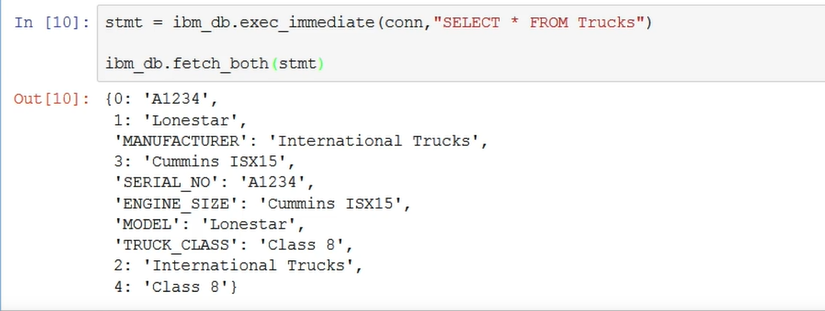 In [10]: stmt = ibm_db.exec_immediate(conn,"SELECT * FROM Trucks")
ibm_db.fetch_both(stmt)
Out[10]: {0: 'A1234',
1: 'Lonestar',
'MANUFACTURER': 'International Trucks',
3: 'Cummins ISX15',
'SERIAL_NO': 'A1234',
'ENGINE_SIZE': 'Cummins ISX15',
'MODEL': 'Lonestar',
'TRUCK_CLASS': 'Class 8',
2: 'International Trucks',
4: 'Class 8'}